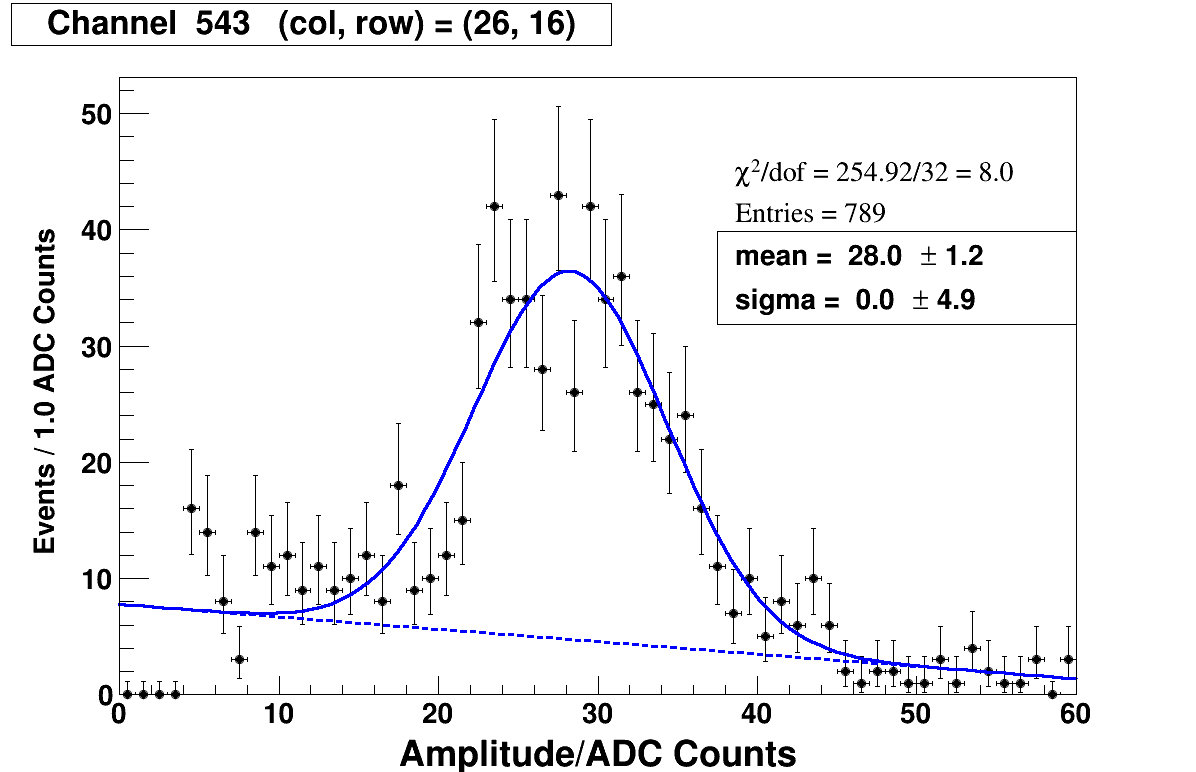 Channel 543 (col, row) = (26, 16)
50
40
30
20
10
0
Events / 1.0 ADC Counts
χ²/dof = 254.92/32 = 8.0
Entries = 789
mean = 28.0 ± 1.2
sigma = 0.0 ± 4.9
0 10 20 30 40 50 60
Amplitude/ADC Counts